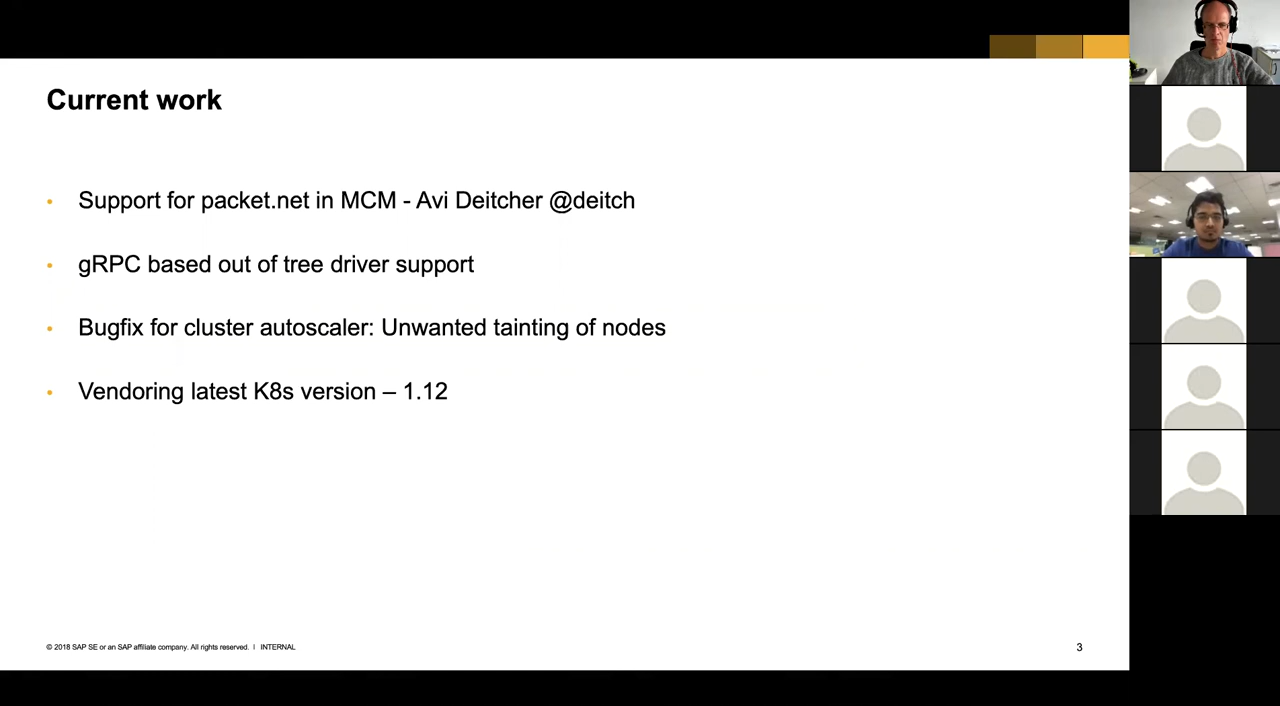 Current work
• Support for packet.net in MCM - Avi Deitcher @deitch
• gRPC based out of tree driver support
• Bugfix for cluster autoscaler: Unwanted tainting of nodes
• Vendoring latest K8s version – 1.12
© 2018 SAP SE or an SAP affiliate company. All rights reserved. I INTERNAL
3